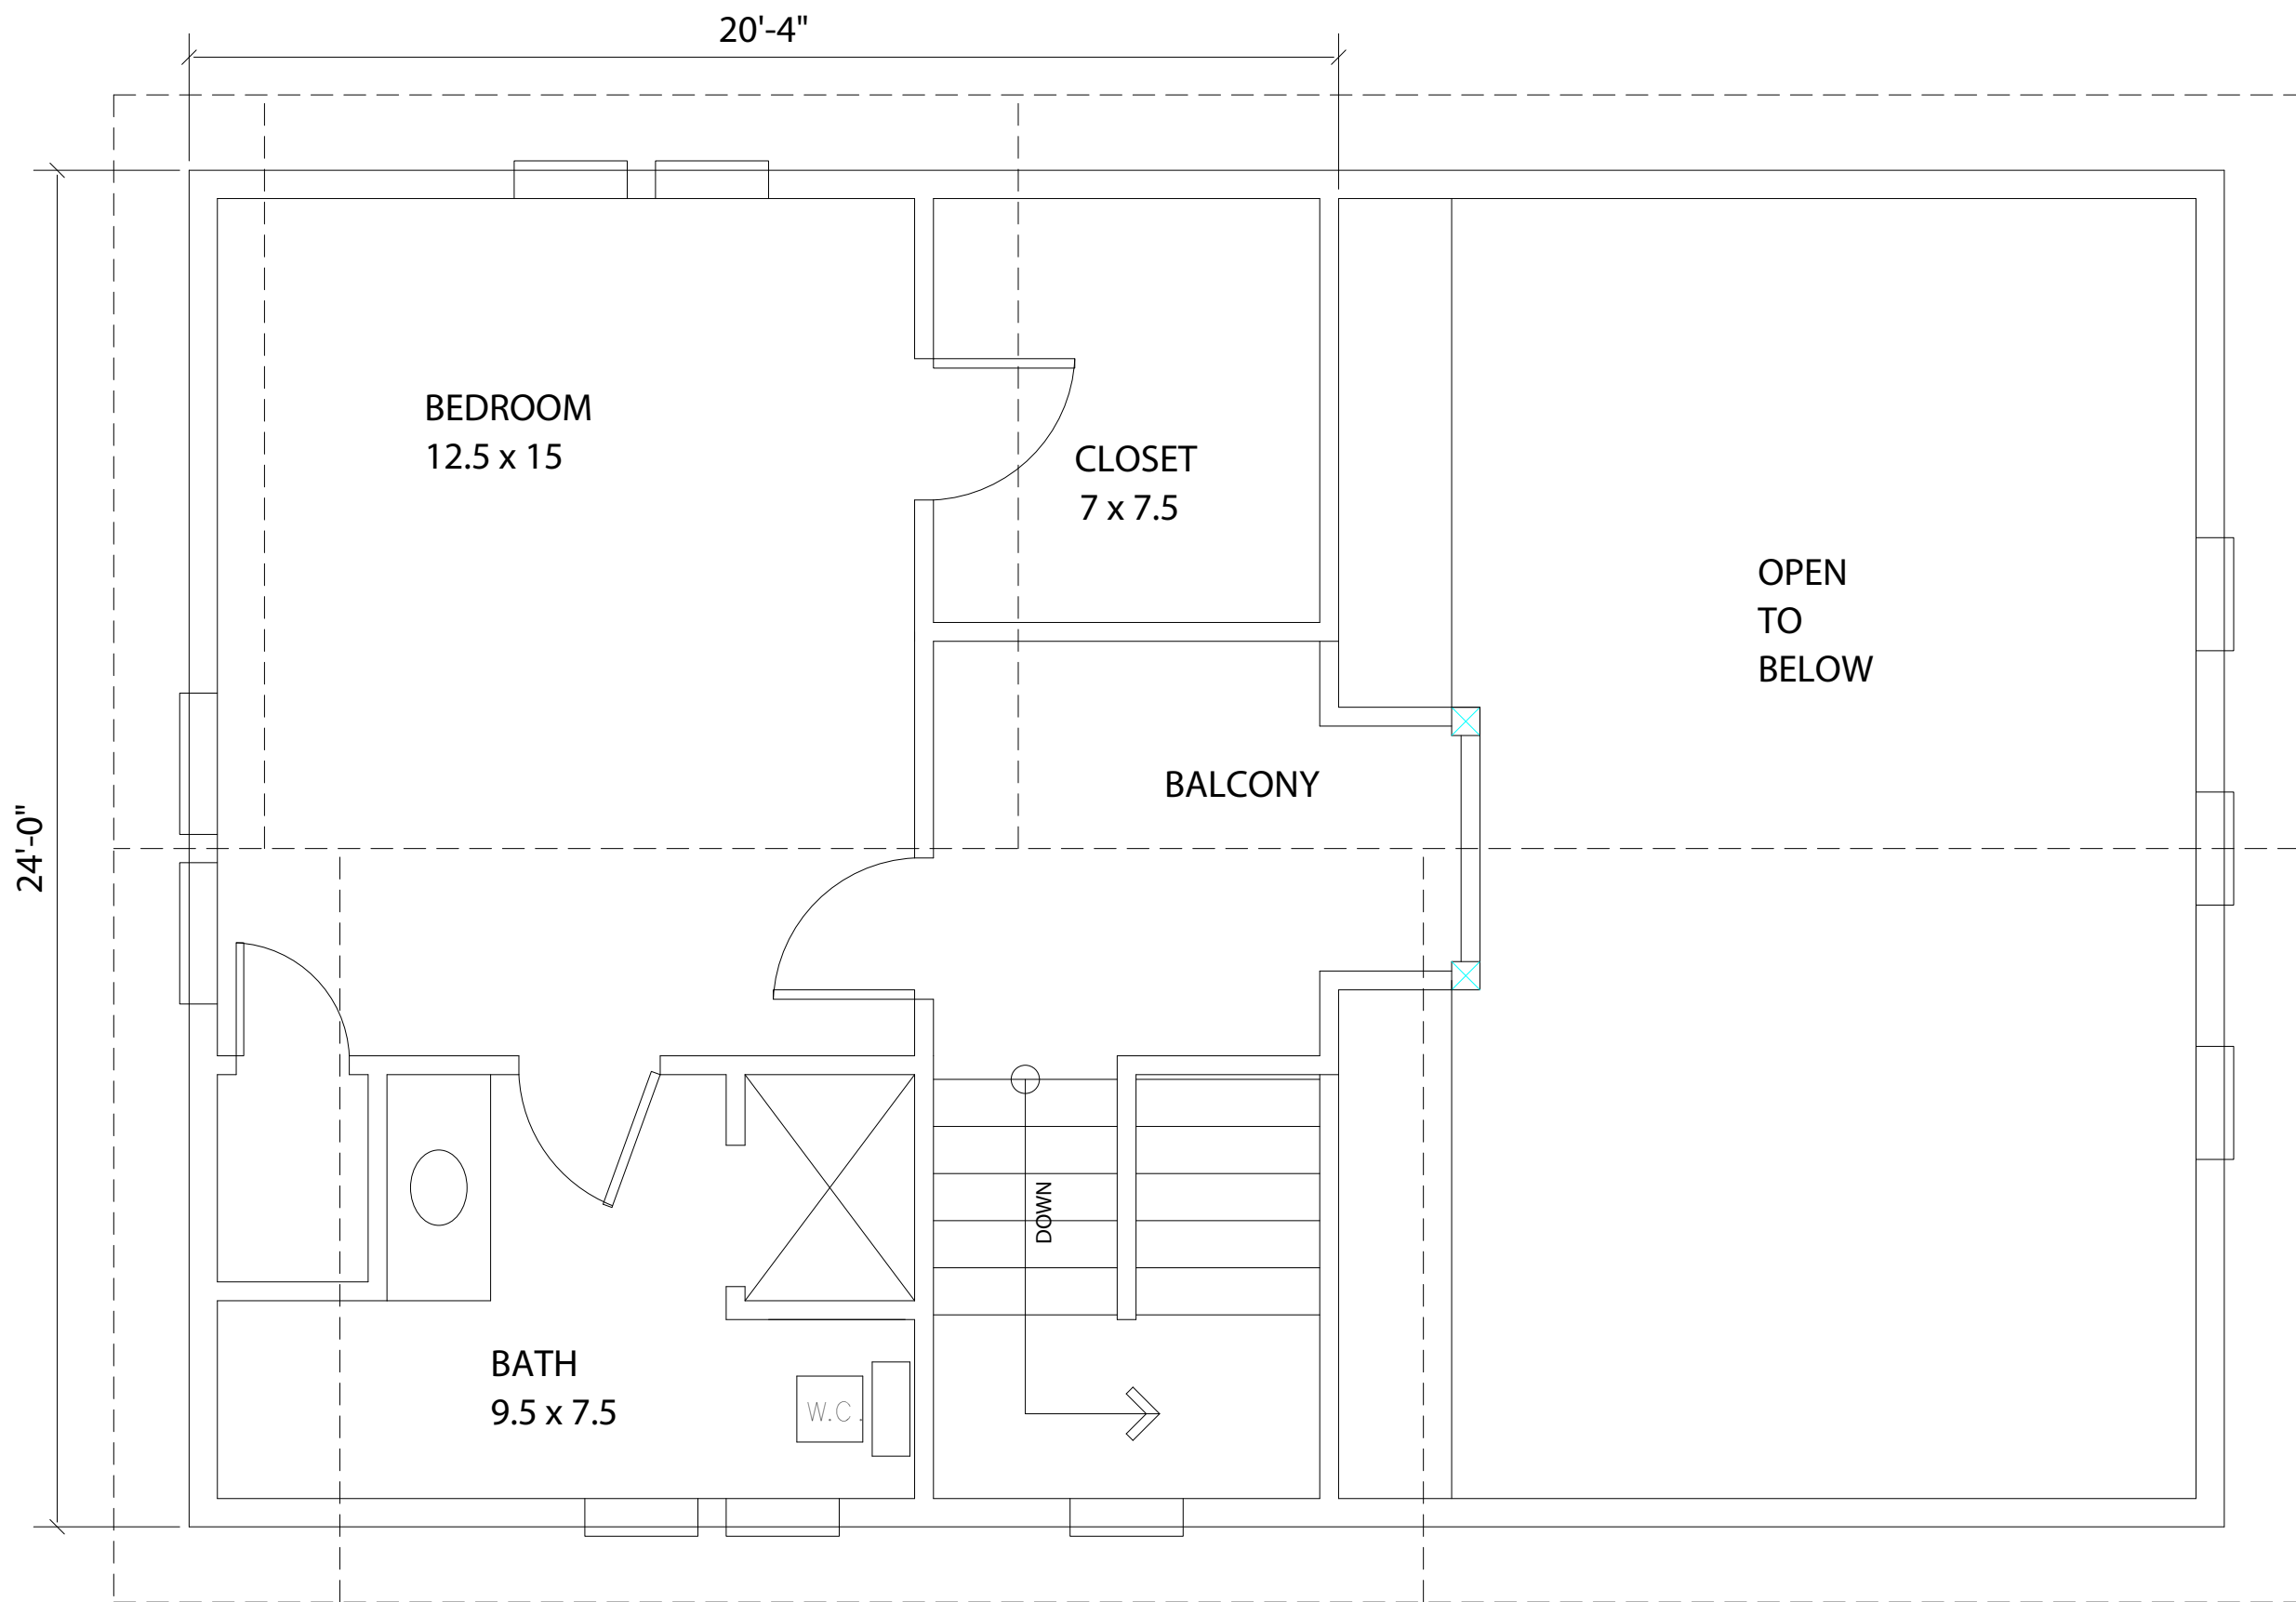 20'-4"
BEDROOM
12.5 x 15
CLOSET
7 x 7.5
OPEN
TO
BELOW
BALCONY
24'-0"
DOWN
BATH
9.5 x 7.5
W.C.